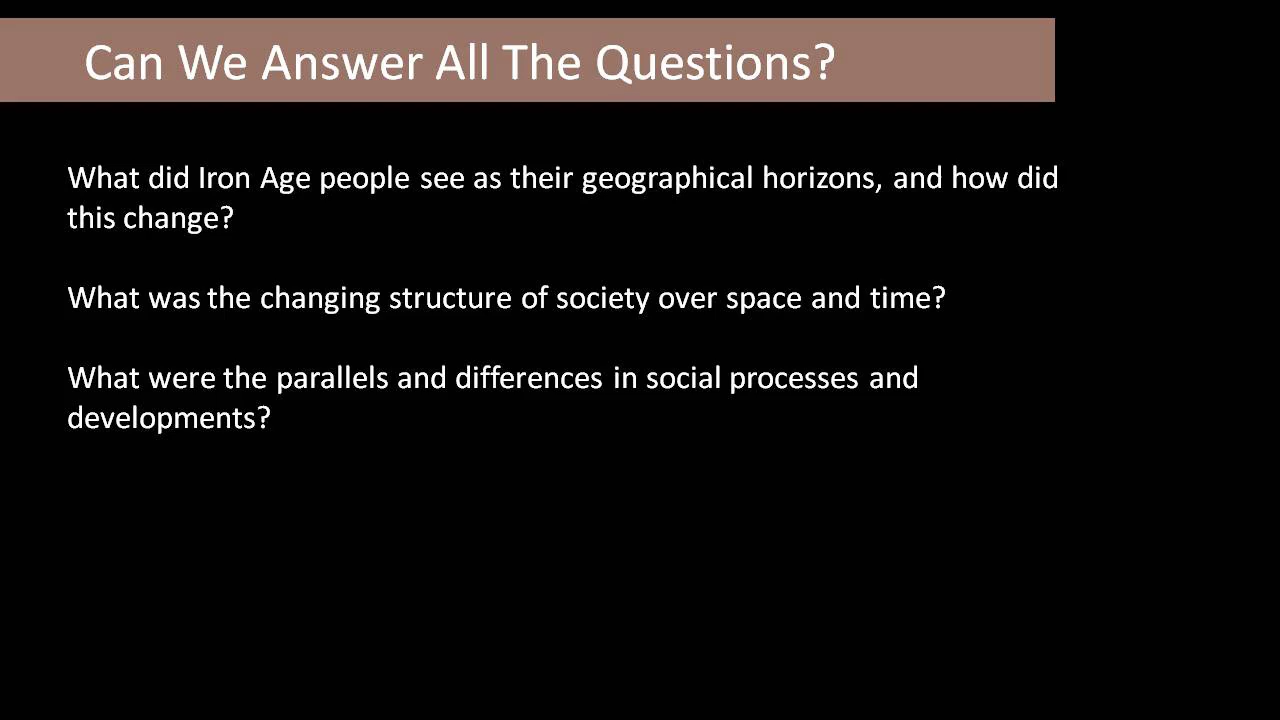 Can We Answer All The Questions?
What did Iron Age people see as their geographical horizons, and how did
this change?
What was the changing structure of society over space and time?
What were the parallels and differences in social processes and
developments?